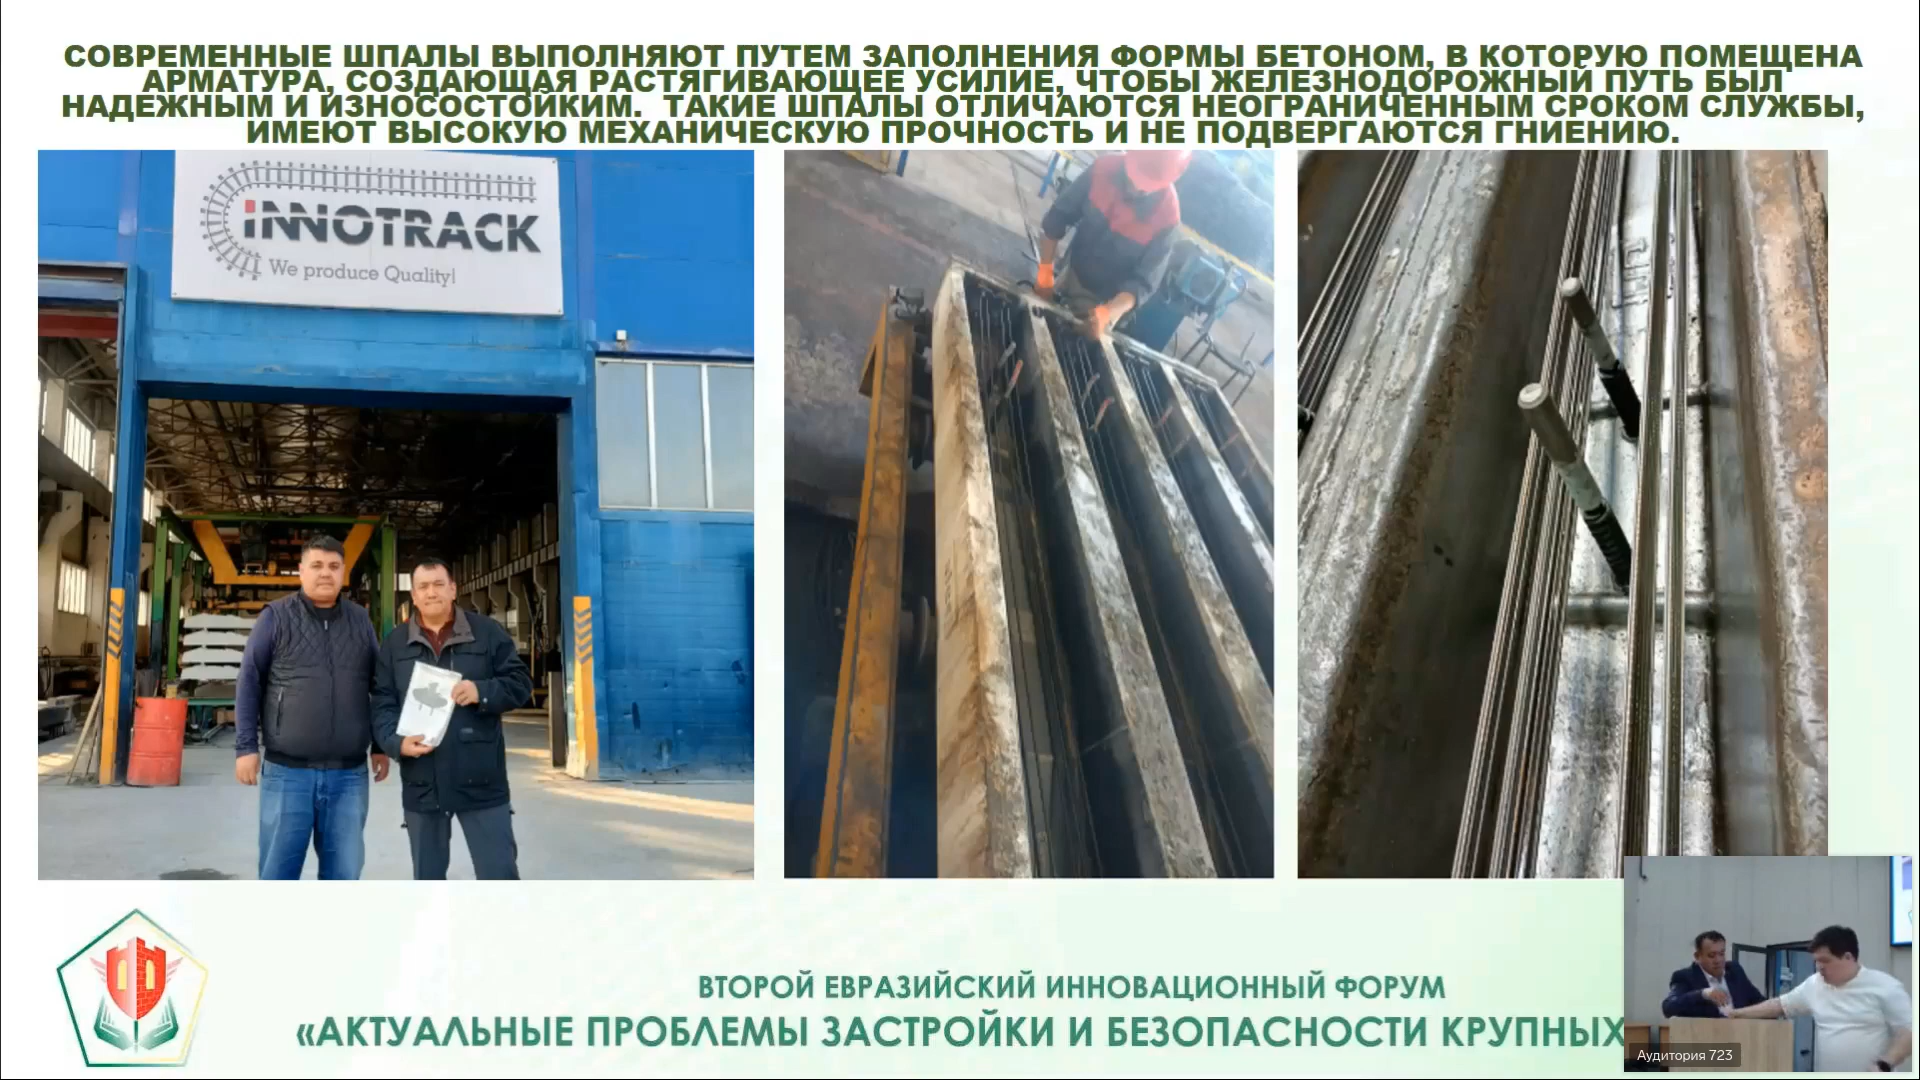 СОВРЕМЕННЫЕ ШПАЛЫ ВЫПОЛНЯЮТ ПУТЕМ ЗАПОЛНЕНИЯ ФОРМЫ БЕТОНОМ, В КОТОРУЮ ПОМЕЩЕНА
АРМАТУРА, СОЗДАЮЩАЯ РАСТЯГИВАЮЩЕЕ УСИЛИЕ, ЧТОБЫ ЖЕЛЕЗНОДОРОЖНЫЙ ПУТЬ БЫЛ
НАДЕЖНЫМ И ИЗНОСОСТОЙКИМ. ТАКИЕ ШПАЛЫ ОТЛИЧАЮТСЯ НЕОГРАНИЧЕННЫМ СРОКОМ СЛУЖБЫ,
ИМЕЮТ ВЫСОКУЮ МЕХАНИЧЕСКУЮ ПРОЧНОСТЬ И НЕ ПОДВЕРГАЮТСЯ ГНИЕНИЮ.
INNOTRACK
We produce Quality!
ВТОРОЙ ЕВРАЗИЙСКИЙ ИННОВАЦИОННЫЙ ФОРУМ
«АКТУАЛЬНЫЕ ПРОБЛЕМЫ ЗАСТРОЙКИ И БЕЗОПАСНОСТИ КРУПНЫХ
Аудитория 723